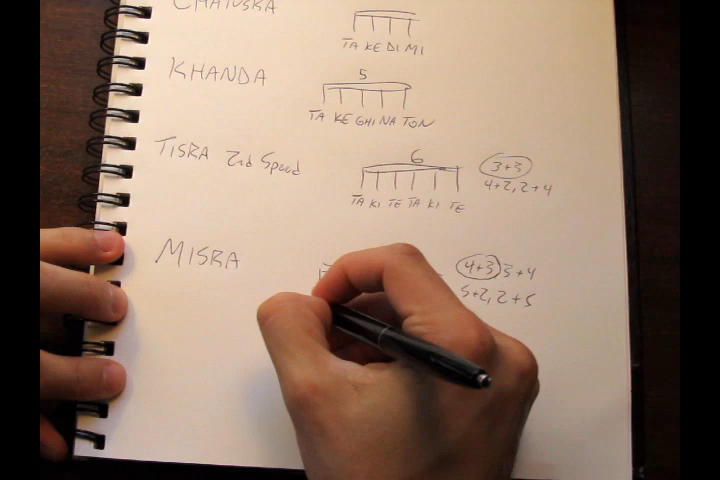 CHATUSRA
TA KE DI MI
KHANDA 5
TA KE GHI NA TON
TISRA 2nd Speed 6 3+3
4+2, 2+4
TA KI TE TA KI TE
MISRA 4+3 3+4
5+2, 2+5